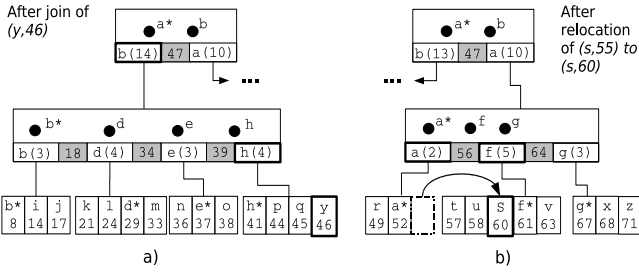 After join of
(y,46)
a* b
b(14) 47 a(10)
...
b* d e h
b(3) 18 d(4) 34 e(3) 39 h(4)
b* i j k l d* m n e* o h* p q y
8 14 17 21 24 29 33 36 37 38 41 44 45 46
a)
After
relocation
of (s,55) to
(s,60)
a* b
b(13) 47 a(10)
...
a* f g
a(2) 56 f(5) 64 g(3)
r a* t u s f* v g* x z
49 52 57 58 60 61 63 67 68 71
b)